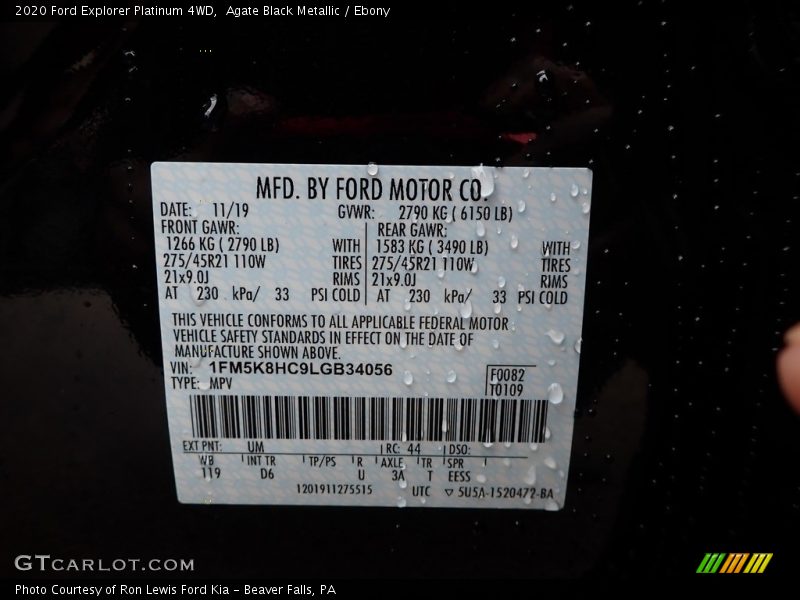 2020 Ford Explorer Platinum 4WD,  Agate Black Metallic / Ebony
MFD. BY FORD MOTOR CO.
DATE: 11/19 GVWR: 2790 KG ( 6150 LB)
FRONT GAWR: REAR GAWR:
1266 KG ( 2790 LB) WITH 1583 KG ( 3490 LB) WITH
275/45R21 110W TIRES 275/45R21 110W TIRES
21x9.0J RIMS 21x9.0J RIMS
AT 230 kPa/ 33 PSI COLD AT 230 kPa/ 33 PSI COLD
THIS VEHICLE CONFORMS TO ALL APPLICABLE FEDERAL MOTOR
VEHICLE SAFETY STANDARDS IN EFFECT ON THE DATE OF
MANUFACTURE SHOWN ABOVE.
VIN: 1FM5K8HC9LGB34056 F0082
TYPE: MPV T0109
EXT PNT: UM RC: 44 DSO:
WB INT TR TP/PS R AXLE TR SPR
119 D6 U 3A T EESS
1201911275515 UTC ▽ 5U5A-1520472-BA
GTCARLOT.COM
Photo Courtesy of Ron Lewis Ford Kia - Beaver Falls, PA